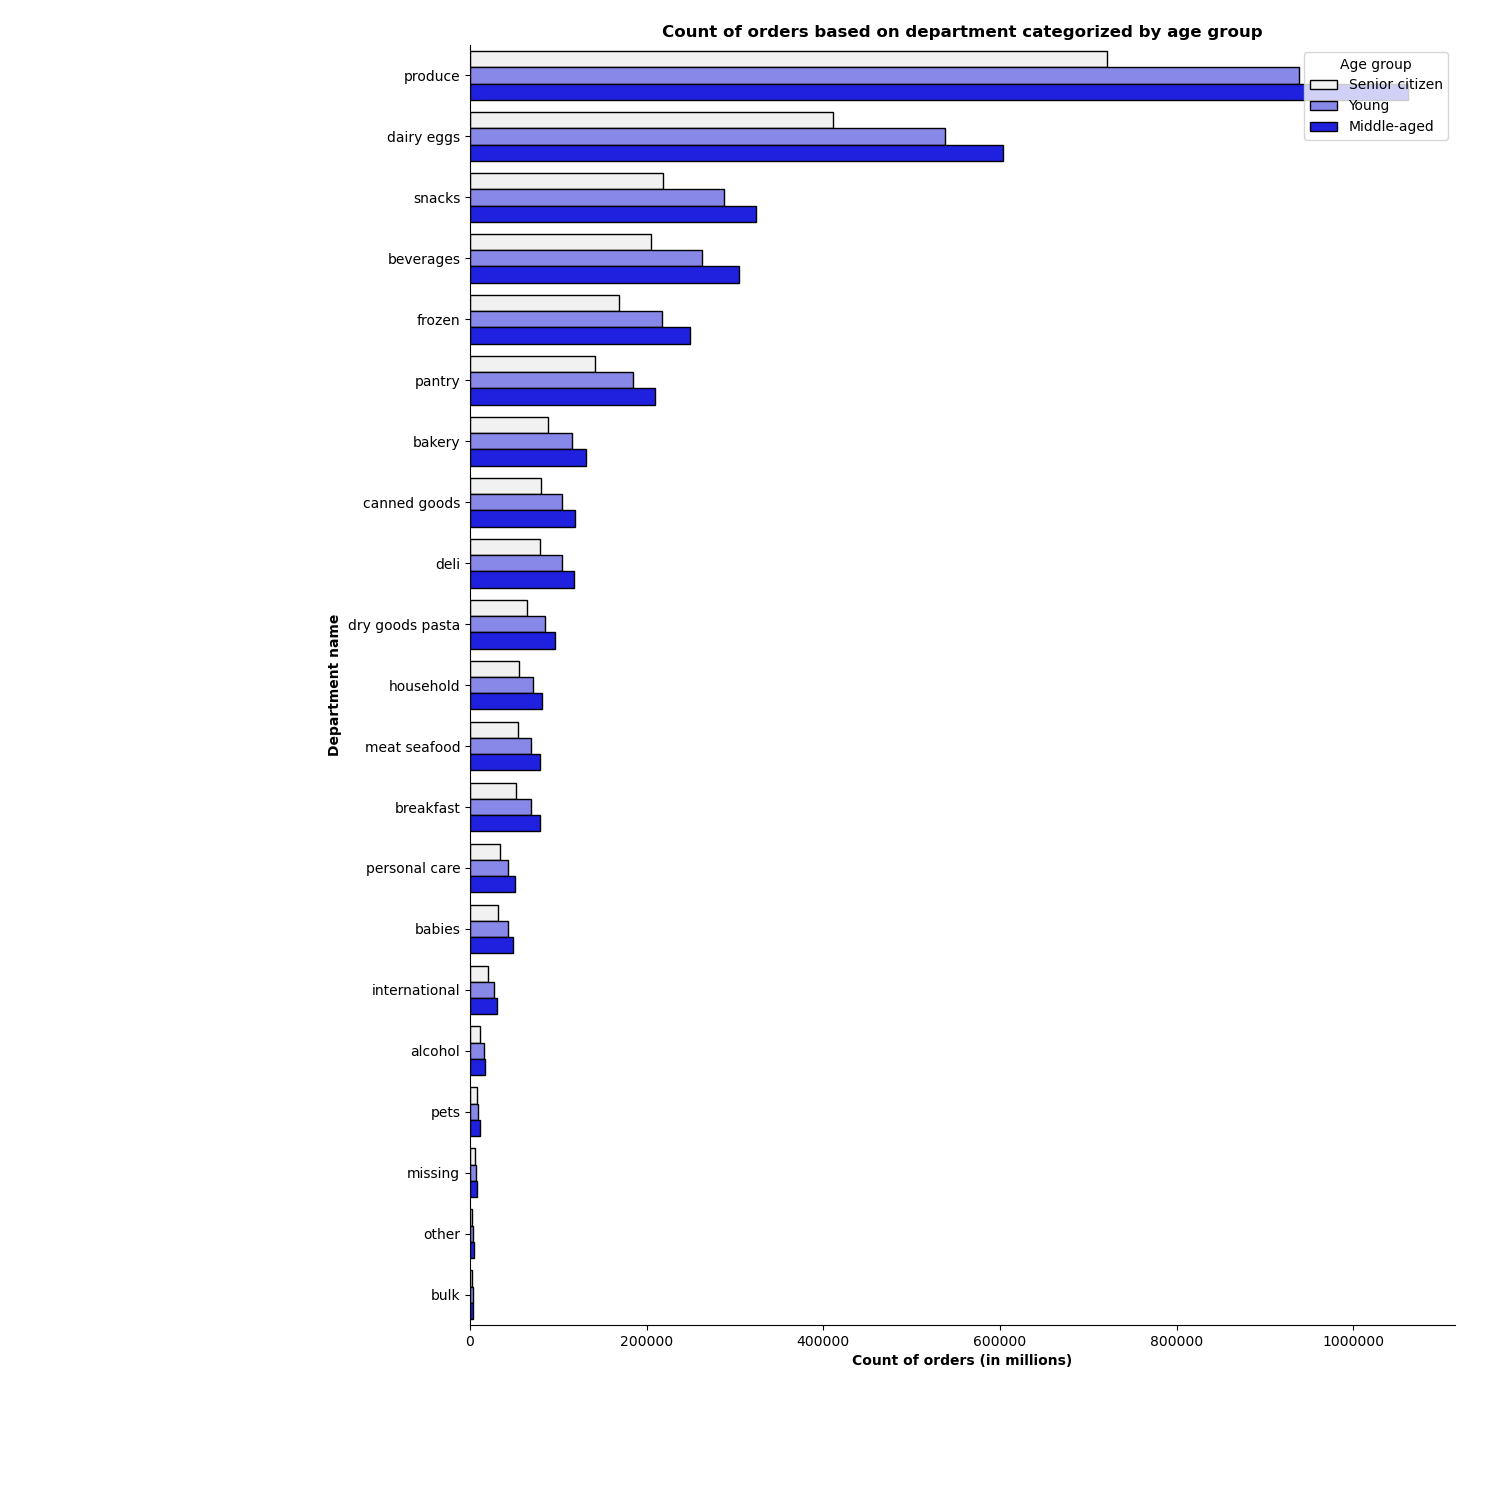 Count of orders based on department categorized by age group
Age group
Senior citizen
Young
Middle-aged
Department name
produce
dairy eggs
snacks
beverages
frozen
pantry
bakery
canned goods
deli
dry goods pasta
household
meat seafood
breakfast
personal care
babies
international
alcohol
pets
missing
other
bulk
0 200000 400000 600000 800000 1000000
Count of orders (in millions)